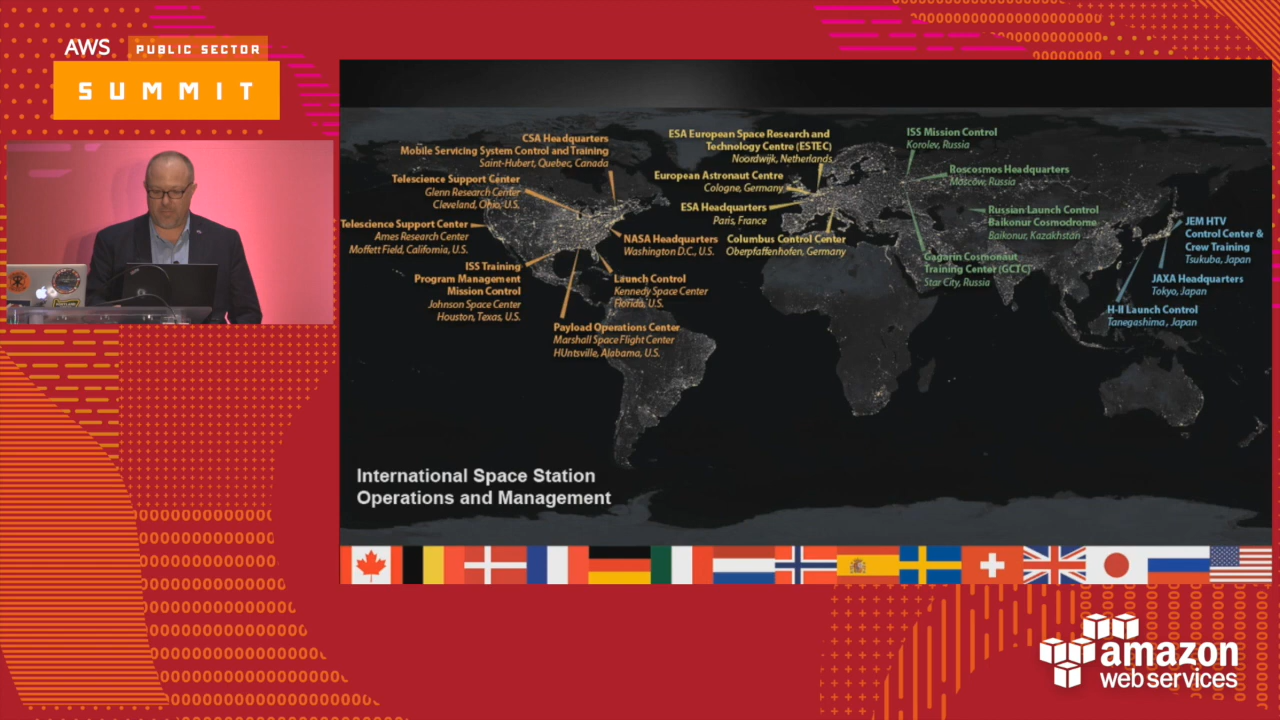 AWS PUBLIC SECTOR
SUMMIT
CSA Headquarters
Mobile Servicing System Control and Training
Saint-Hubert, Quebec, Canada
Telescience Support Center
Glenn Research Center
Cleveland, Ohio, U.S.
Telescience Support Center
Ames Research Center
Moffett Field, California, U.S.
ISS Training
Program Management
Mission Control
Johnson Space Center
Houston, Texas, U.S.
NASA Headquarters
Washington D.C., U.S.
Launch Control
Kennedy Space Center
Florida, U.S.
Payload Operations Center
Marshall Space Flight Center
HUntsville, Alabama, U.S.
ESA European Space Research and
Technology Centre (ESTEC)
Noordwijk, Netherlands
European Astronaut Centre
Cologne, Germany
ESA Headquarters
Paris, France
Columbus Control Center
Oberpfaffenhofen, Germany
ISS Mission Control
Korolev, Russia
Roscosmos Headquarters
Moscow, Russia
Russian Launch Control
Baikonur Cosmodrome
Baikonur, Kazakhstan
Gagarin Cosmonaut
Training Center (GCTC)
Star City, Russia
JEM HTV
Control Center &
Crew Training
Tsukuba, Japan
JAXA Headquarters
Tokyo, Japan
H-II Launch Control
Tanegashima, Japan
International Space Station
Operations and Management
amazon
web services